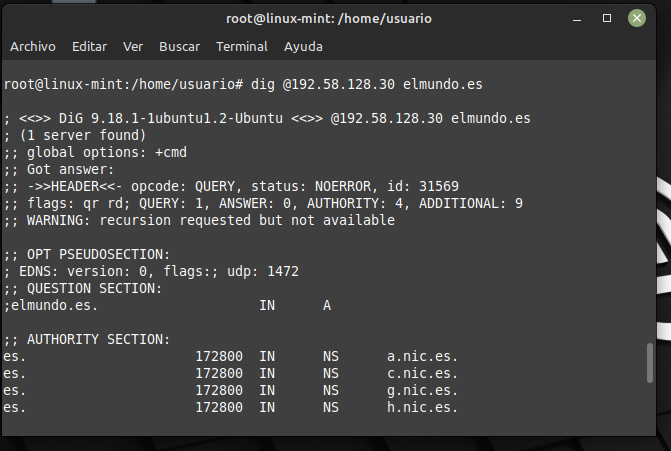 root@linux-mint: /home/usuario
Archivo Editar Ver Buscar Terminal Ayuda
root@linux-mint:/home/usuario# dig @192.58.128.30 elmundo.es
; <<>> DiG 9.18.1-1ubuntu1.2-Ubuntu <<>> @192.58.128.30 elmundo.es
; (1 server found)
;; global options: +cmd
;; Got answer:
;; ->>HEADER<<- opcode: QUERY, status: NOERROR, id: 31569
;; flags: qr rd; QUERY: 1, ANSWER: 0, AUTHORITY: 4, ADDITIONAL: 9
;; WARNING: recursion requested but not available
;; OPT PSEUDOSECTION:
; EDNS: version: 0, flags:; udp: 1472
;; QUESTION SECTION:
;elmundo.es. IN A
;; AUTHORITY SECTION:
es. 172800 IN NS a.nic.es.
es. 172800 IN NS c.nic.es.
es. 172800 IN NS g.nic.es.
es. 172800 IN NS h.nic.es.